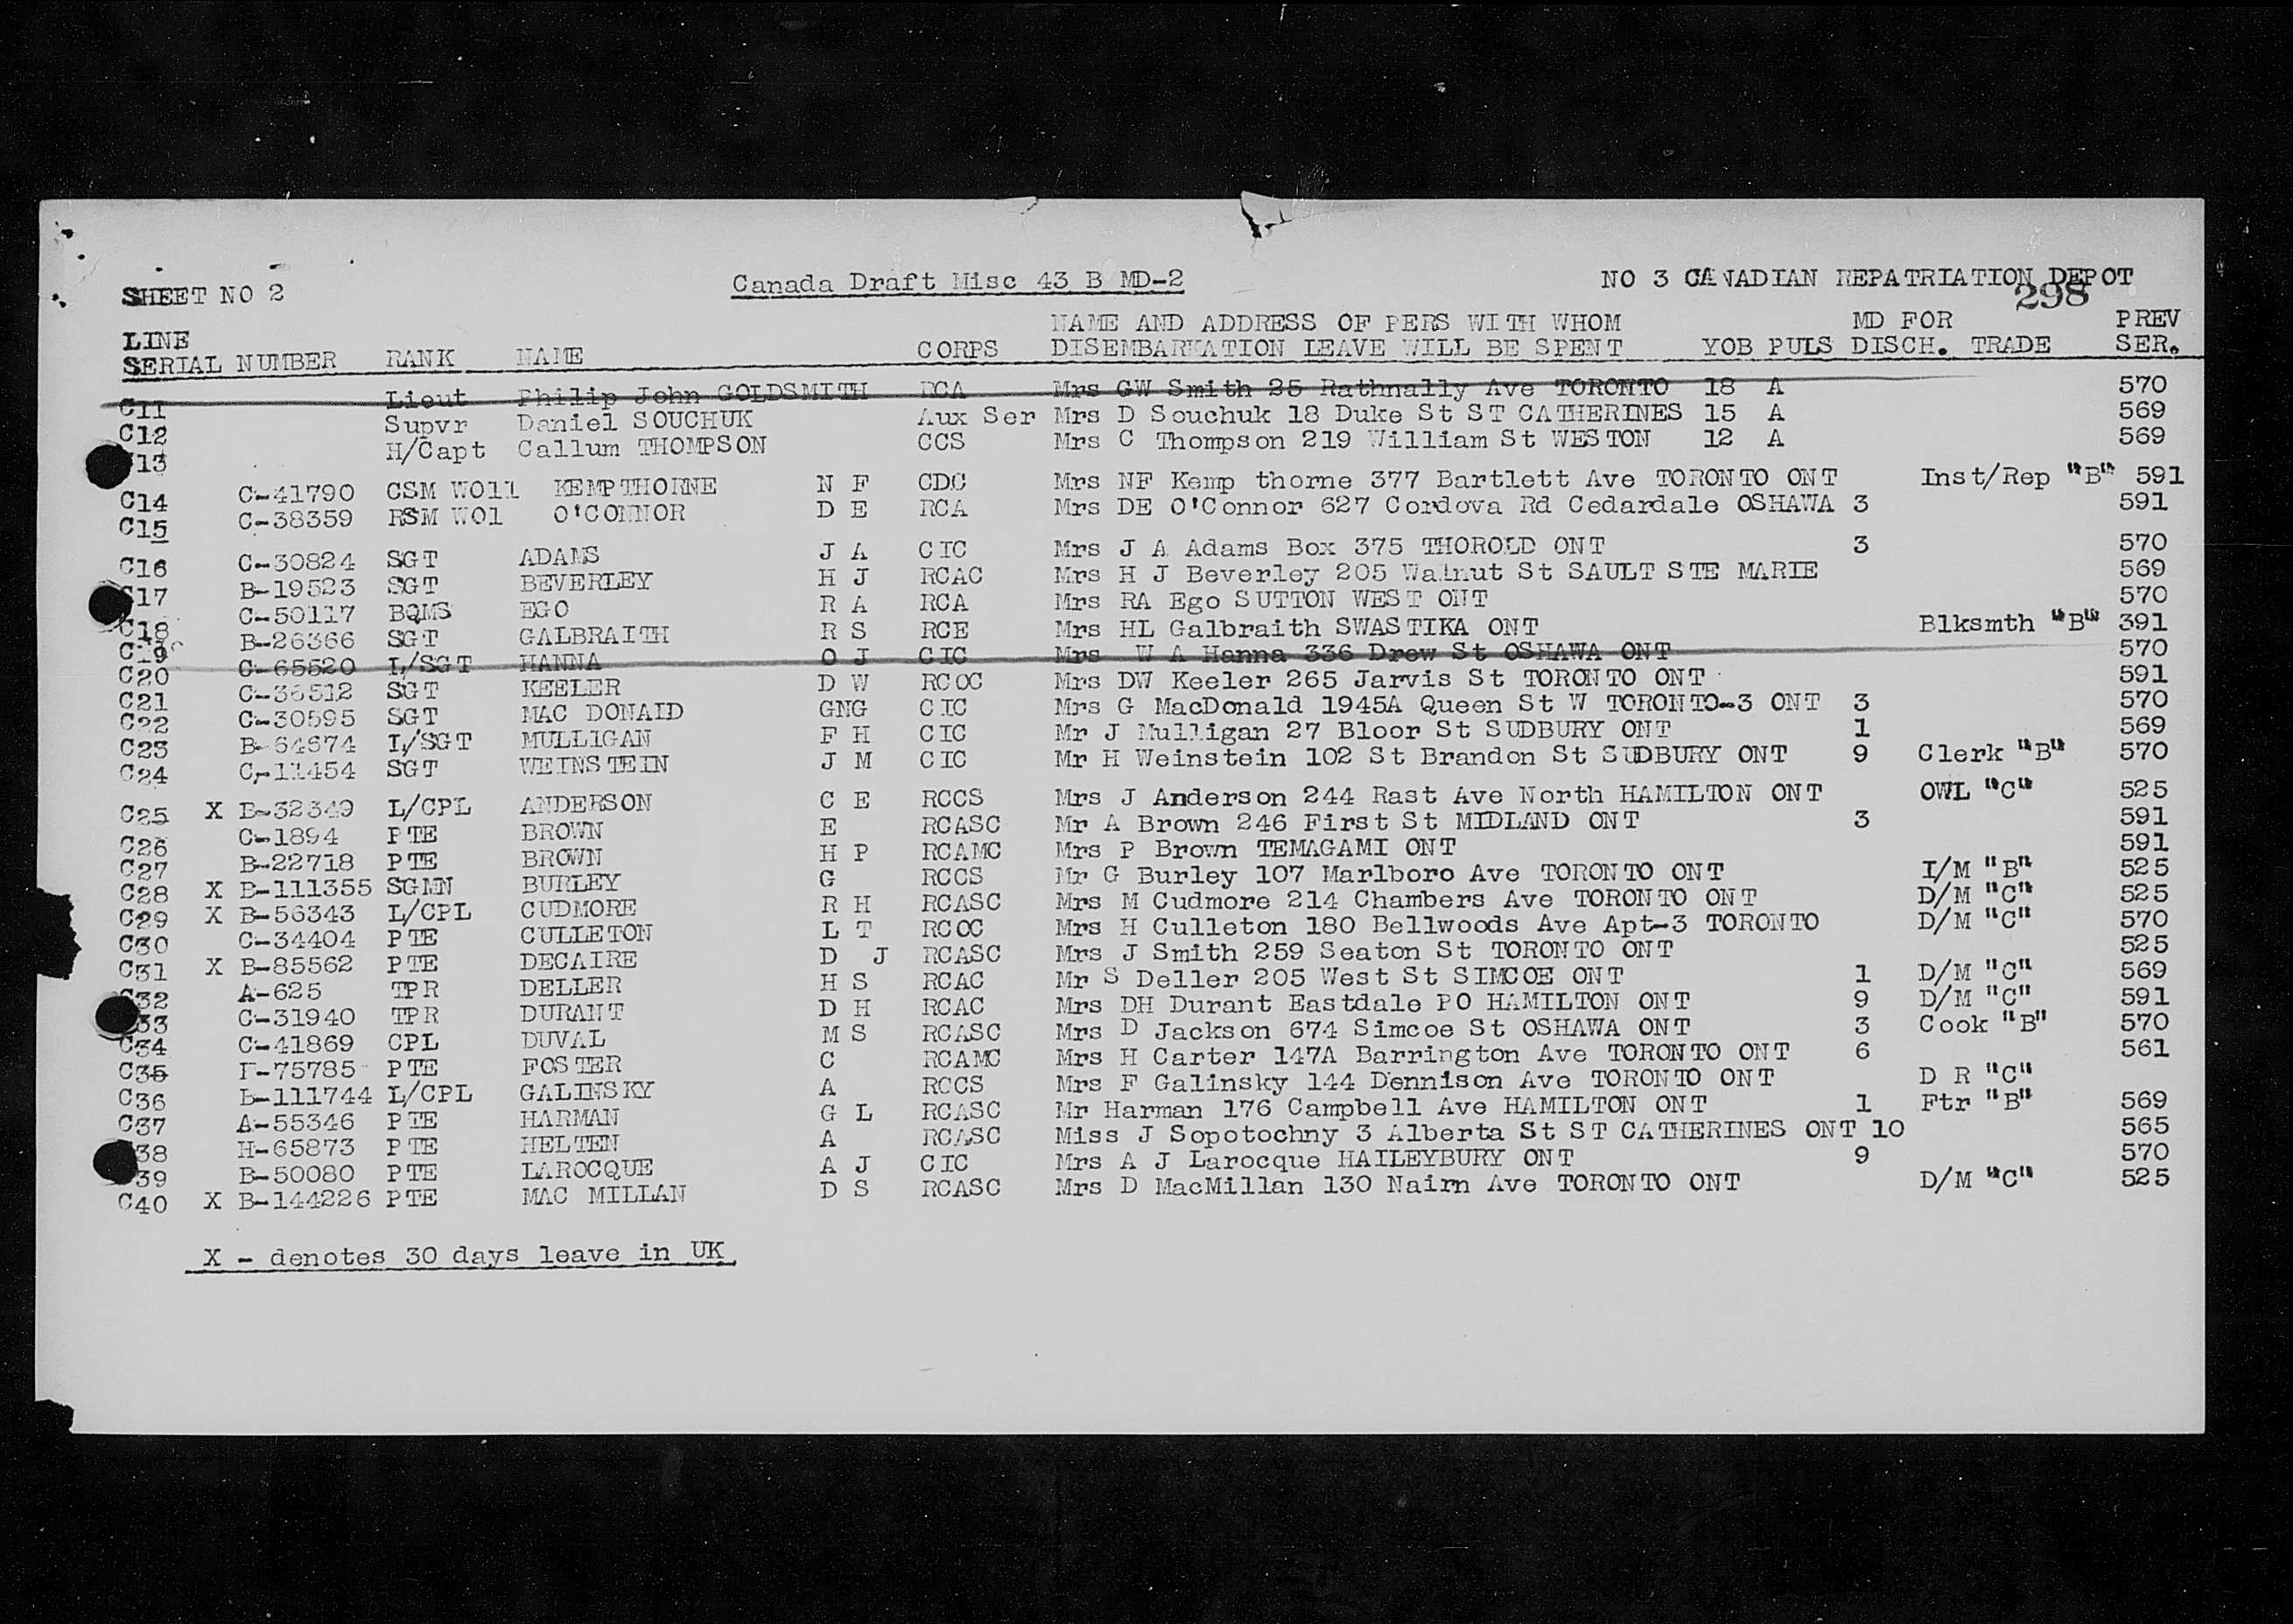 SHEET NO 2 Canada Draft Misc 43 B MD-2 NO 3 CANADIAN REPATRIATION DEPOT
298
LINE NAME AND ADDRESS OF PERS WITH WHOM MD FOR PREV
SERIAL NUMBER RANK NAME CORPS DISEMBARKATION LEAVE WILL BE SPENT YOB PULS DISCH. TRADE SER.
C11 Lieut Philip John GOLDSMITH RCA Mrs GW Smith 25 Rathnally Ave TORONTO 18 A 570
C12 Supvr Daniel SOUCHUK Aux Ser Mrs D Souchuk 18 Duke St ST CATHERINES 15 A 569
13 H/Capt Callum THOMPSON CCS Mrs C Thompson 219 William St WESTON 12 A 569
C14 C-41790 CSM WO11 KEMPTHORNE N F CDC Mrs NF Kemp thorne 377 Bartlett Ave TORONTO ONT Inst/Rep "B" 591
C15 C-38359 RSM WO1 O'CONNOR D E RCA Mrs DE O'Connor 627 Cordova Rd Cedardale OSHAWA 3 591
C16 C-30824 SGT ADAMS J A CIC Mrs J A Adams Box 375 THOROLD ONT 3 570
C17 B-19523 SGT BEVERLEY H J RCAC Mrs H J Beverley 205 Walnut St SAULT STE MARIE 569
C18 C-50117 BQMS EGO R A RCA Mrs RA Ego SUTTON WEST ONT 570
C19 B-26366 SGT GALBRAITH R S RCE Mrs HL Galbraith SWASTIKA ONT Blksmth "B" 391
C20 C-65520 L/SGT HANNA O J CIC Mrs W A Hanna 336 Drew St OSHAWA ONT 570
C21 C-36512 SGT KEELER D W RCOC Mrs DW Keeler 265 Jarvis St TORONTO ONT 591
C22 C-30595 SGT MAC DONALD GNG CIC Mrs G MacDonald 1945A Queen St W TORONTO-3 ONT 3 570
C23 B-64674 L/SGT MULLIGAN F H CIC Mr J Mulligan 27 Bloor St SUDBURY ONT 1 569
C24 C-11454 SGT WEINSTEIN J M CIC Mr H Weinstein 102 St Brandon St SUDBURY ONT 9 Clerk "B" 570
C25 X B-32349 L/CPL ANDERSON C E RCCS Mrs J Anderson 244 Rast Ave North HAMILTON ONT OWL "C" 525
C26 C-1894 PTE BROWN E RCASC Mr A Brown 246 First St MIDLAND ONT 3 591
C27 B-22718 PTE BROWN H P RCAMC Mrs P Brown TEMAGAMI ONT 591
C28 X B-111355 SGMN BURLEY G RCCS Mr G Burley 107 Marlboro Ave TORONTO ONT I/M "B" 525
C29 X B-56343 L/CPL CUDMORE R H RCASC Mrs M Cudmore 214 Chambers Ave TORONTO ONT D/M "C" 525
C30 C-34404 PTE CULLETON L T RCOC Mrs H Culleton 180 Bellwoods Ave Apt-3 TORONTO D/M "C" 570
C31 X B-85562 PTE DECAIRE D J RCASC Mrs J Smith 259 Seaton St TORONTO ONT 525
C32 A-625 TPR DELLER H S RCAC Mr S Deller 205 West St SIMCOE ONT 1 D/M "C" 569
33 C-31940 TPR DURANT D H RCAC Mrs DH Durant Eastdale PO HAMILTON ONT 9 D/M "C" 591
C34 C-41869 CPL DUVAL M S RCASC Mrs D Jackson 674 Simcoe St OSHAWA ONT 3 Cook "B" 570
C35 F-75785 PTE FOSTER C RCAMC Mrs H Carter 147A Barrington Ave TORONTO ONT 6 561
C36 B-111744 L/CPL GALINSKY A RCCS Mrs F Galinsky 144 Dennison Ave TORONTO ONT D R "C"
C37 A-55346 PTE HARMAN G L RCASC Mr Harman 176 Campbell Ave HAMILTON ONT 1 Ftr "B" 569
38 H-65873 PTE HELTEN A RCASC Miss J Sopotochny 3 Alberta St ST CATHERINES ONT 10 565
39 B-50080 PTE LAROCQUE A J CIC Mrs A J Larocque HAILEYBURY ONT 9 570
C40 X B-144226 PTE MAC MILLAN D S RCASC Mrs D MacMillan 130 Nairn Ave TORONTO ONT D/M "C" 525
X - denotes 30 days leave in UK.